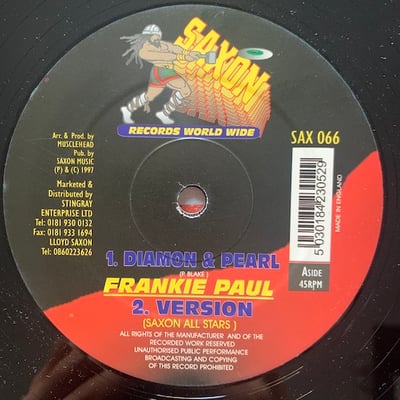 SAXON
RECORDS WORLD WIDE
SAX 066
Arr. & Prod. by
MUSCLEHEAD
Pub. by
SAXON MUSIC
(P) & (C) 1997
Marketed &
Distributed by
STINGRAY
ENTERPRISE LTD
Tel: 0181 930 0132
Fax: 0181 933 1694
LLOYD SAXON
Tel: 0860223626
5 030184 230529
MADE IN ENGLAND
1. DIAMON & PEARL
(P. BLAKE)
FRANKIE PAUL
2. VERSION
(SAXON ALL STARS)
ASIDE
45RPM
ALL RIGHTS OF THE MANUFACTURER AND OF THE
RECORDED WORK RESERVED
UNAUTHORISED PUBLIC PERFORMANCE
BROADCASTING AND COPYING
OF THIS RECORD PROHIBITED